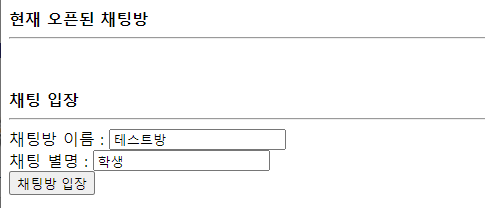 현재 오픈된 채팅방
채팅 입장
채팅방 이름 : 테스트방
채팅 별명 : 학생
채팅방 입장